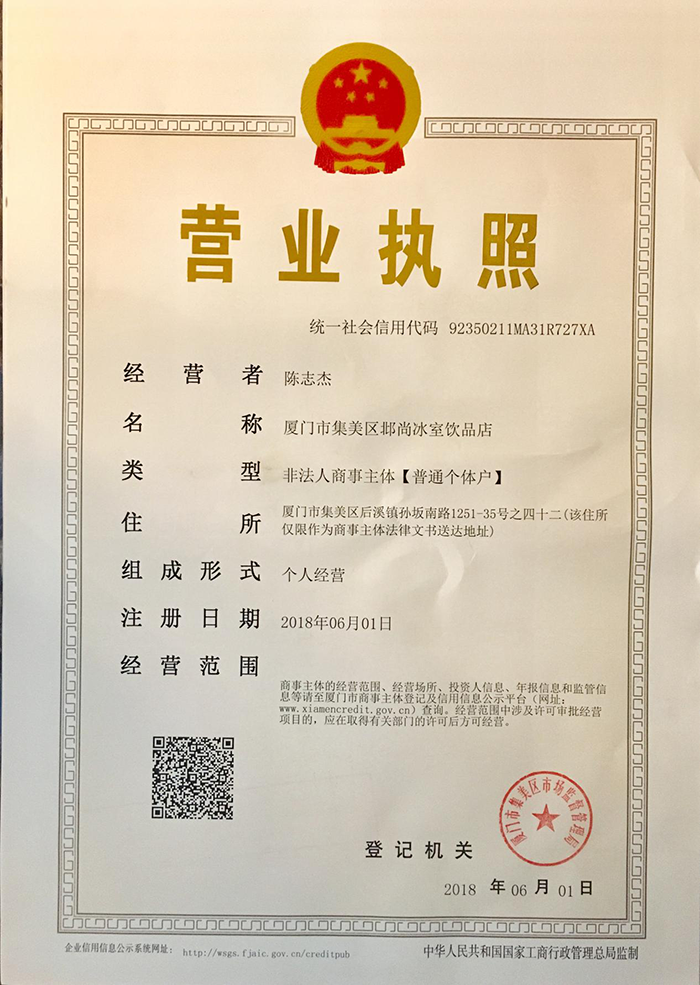 营业执照
统一社会信用代码 92350211MA31R727XA
经营者 陈志杰
名称 厦门市集美区邶尚冰室饮品店
类型 非法人商事主体【普通个体户】
住所 厦门市集美区后溪镇孙坂南路1251-35号之四十二(该住所
仅限作为商事主体法律文书送达地址)
组成形式 个人经营
注册日期 2018年06月01日
经营范围
商事主体的经营范围、经营场所、投资人信息、年报信息和监管信
息等请至厦门市商事主体登记及信用信息公示平台（网址：
www.xiamencredit.gov.cn）查询。经营范围中涉及许可审批经营
项目的，应在取得有关部门的许可后方可经营。
厦门市集美区市场监督管理局
登记机关
2018 年 06 月 01 日
企业信用信息公示系统网址： http://wsgs.fjaic.gov.cn/creditpub
中华人民共和国国家工商行政管理总局监制